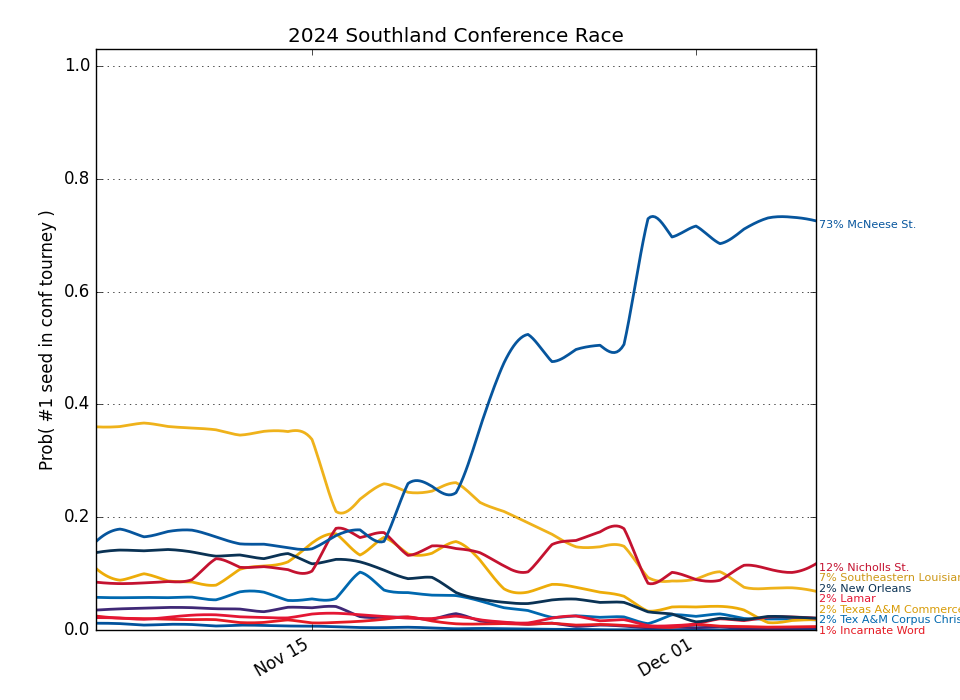 2024 Southland Conference Race
Prob( #1 seed in conf tourney )
1.0
0.8
0.6
0.4
0.2
0.0
Nov 15
Dec 01
73% McNeese St.
12% Nicholls St.
7% Southeastern Louisian
2% New Orleans
2% Lamar
2% Texas A&M Commerce
2% Tex A&M Corpus Chris
1% Incarnate Word